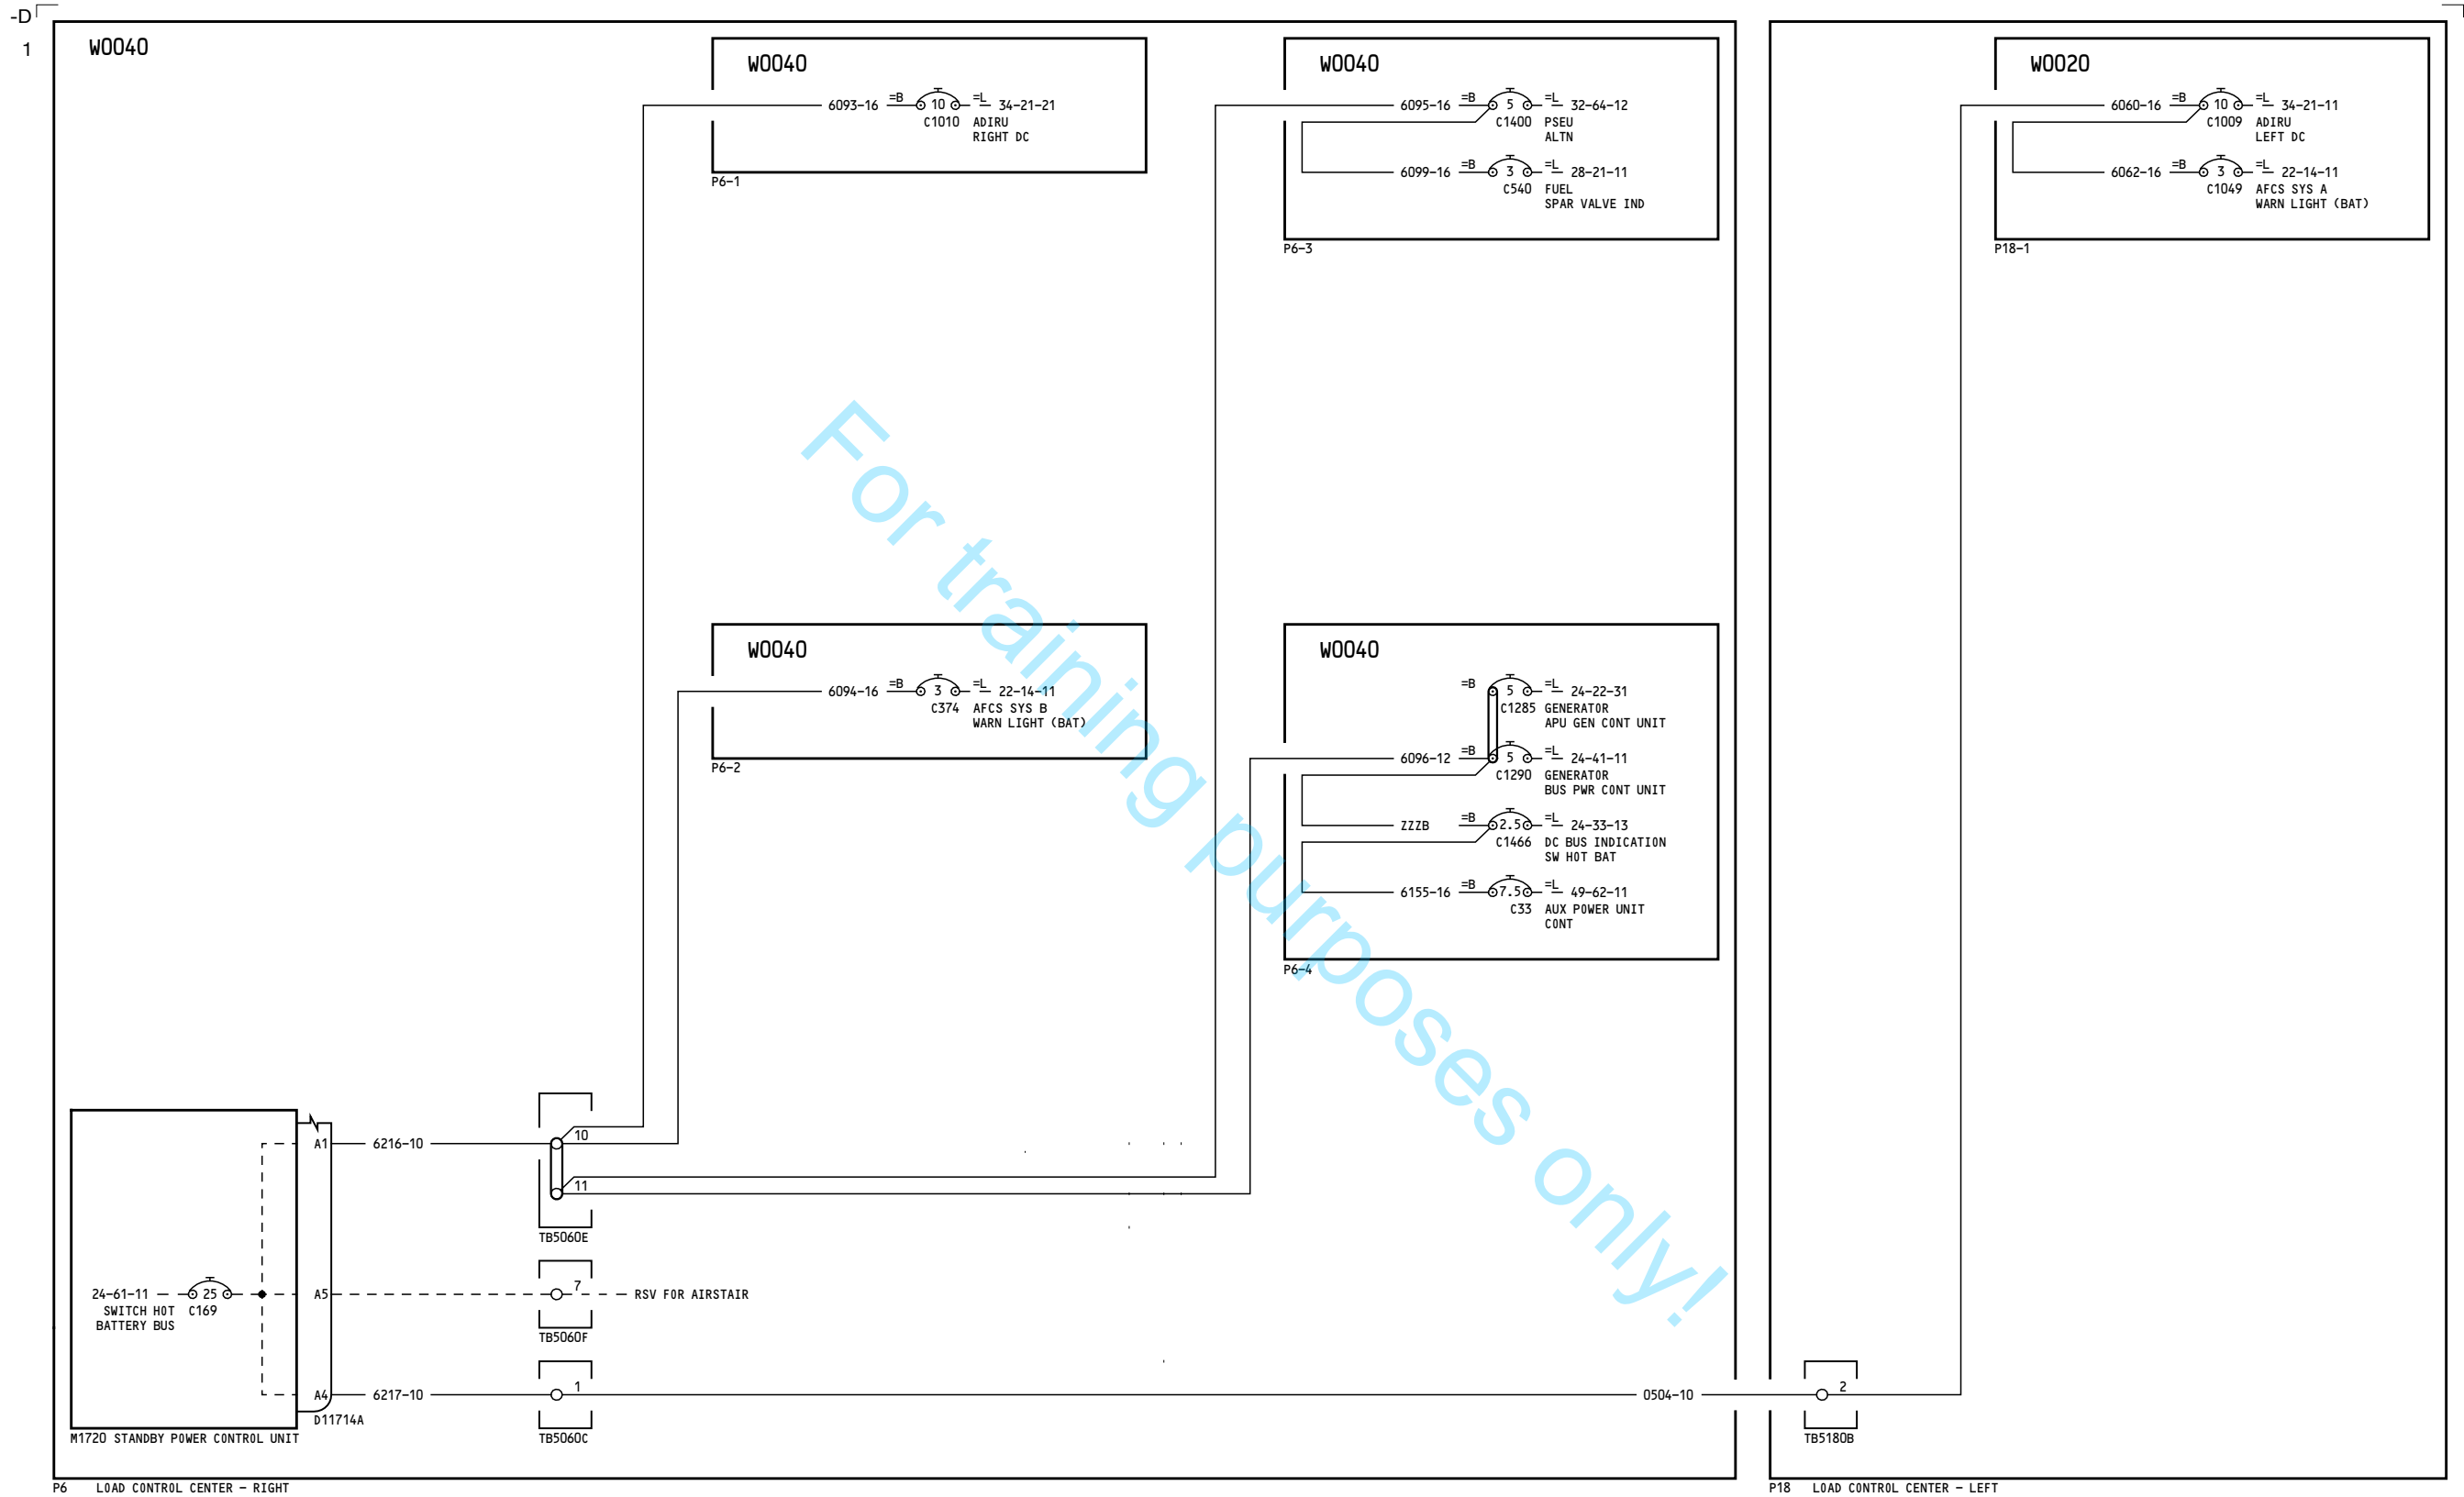 -D
1
W0040
W0040
6093-16 =B 10 =L 34-21-21
C1010 ADIRU
RIGHT DC
P6-1
W0040
6095-16 =B 5 =L 32-64-12
C1400 PSEU
ALTN
6099-16 =B 3 =L 28-21-11
C540 FUEL
SPAR VALVE IND
P6-3
W0020
6060-16 =B 10 =L 34-21-11
C1009 ADIRU
LEFT DC
6062-16 =B 3 =L 22-14-11
C1049 AFCS SYS A
WARN LIGHT (BAT)
P18-1
For training purposes only!
W0040
6094-16 =B 3 =L 22-14-11
C374 AFCS SYS B
WARN LIGHT (BAT)
P6-2
W0040
=B 5 =L 24-22-31
C1285 GENERATOR
APU GEN CONT UNIT
6096-12 =B 5 =L 24-41-11
C1290 GENERATOR
BUS PWR CONT UNIT
ZZZB =B 2.5 =L 24-33-13
C1466 DC BUS INDICATION
SW HOT BAT
6155-16 =B 7.5 =L 49-62-11
C33 AUX POWER UNIT
CONT
P6-4
A1 6216-10 10
11
TB5060E
24-61-11 25 A5 7 RSV FOR AIRSTAIR
SWITCH HOT C169
BATTERY BUS
TB5060F
A4 6217-10 1 0504-10 2
D11714A
M1720 STANDBY POWER CONTROL UNIT
TB5060C
TB5180B
P6 LOAD CONTROL CENTER - RIGHT
P18 LOAD CONTROL CENTER - LEFT